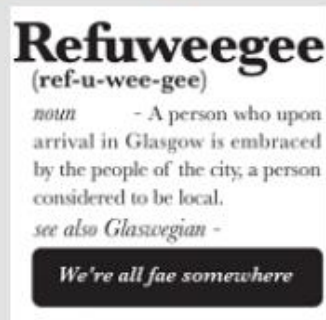 Refuweegee
(ref-u-wee-gee)
noun - A person who upon
arrival in Glasgow is embraced
by the people of the city, a person
considered to be local.
see also Glaswegian -
We're all fae somewhere